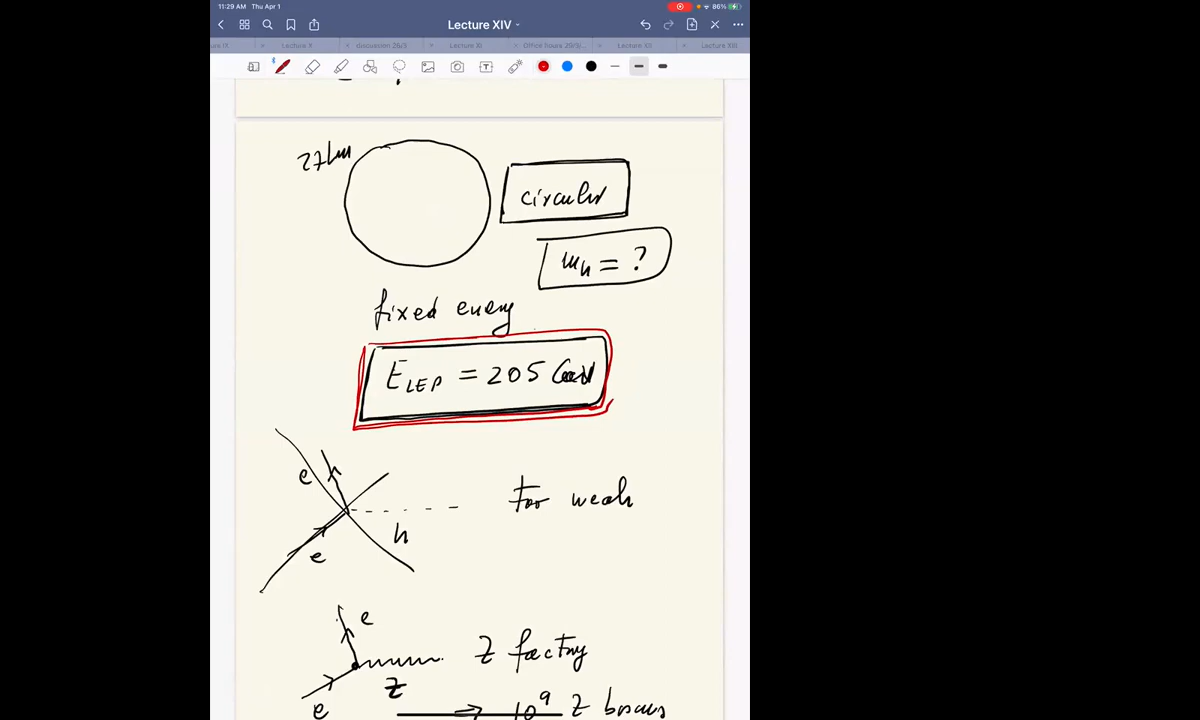 11:29 AM Thu Apr 1
86%
Lecture XIV
Lecture X
discussion 26/3
Lecture XI
Office hours 29/3/...
Lecture XII
Lecture XIII
27km
circular
m_h = ?
fixed energy
E_LEP = 205 GeV
e
h
e
too weak
e
Z factory
Z
e
→ 10^9 Z bosons